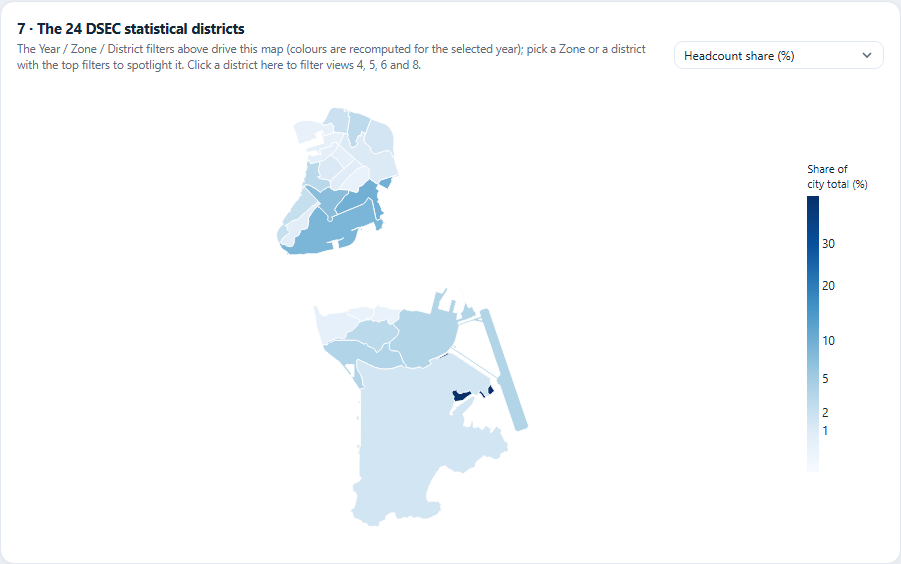 7 · The 24 DSEC statistical districts
The Year / Zone / District filters above drive this map (colours are recomputed for the selected year); pick a Zone or a district
with the top filters to spotlight it. Click a district here to filter views 4, 5, 6 and 8.
Headcount share (%)
Share of
city total (%)
30
20
10
5
2
1